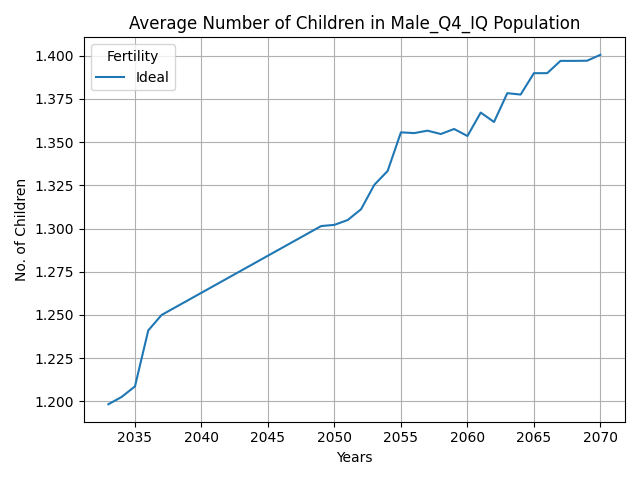 Average Number of Children in Male_Q4_IQ Population
Fertility
Ideal
No. of Children
1.400
1.375
1.350
1.325
1.300
1.275
1.250
1.225
1.200
2035 2040 2045 2050 2055 2060 2065 2070
Years